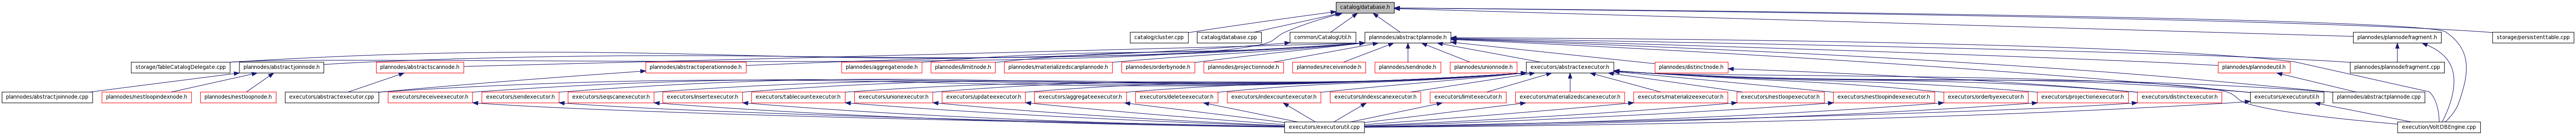 catalog/database.h
catalog/cluster.cpp
catalog/database.cpp
common/CatalogUtil.h
plannodes/abstractplannode.h
plannodes/plannodefragment.h
storage/persistenttable.cpp
storage/TableCatalogDelegate.cpp
plannodes/abstractjoinnode.h
plannodes/abstractscannode.h
plannodes/abstractoperationnode.h
plannodes/aggregatenode.h
plannodes/limitnode.h
plannodes/materializedscanplannode.h
plannodes/orderbynode.h
plannodes/projectionnode.h
plannodes/receivenode.h
plannodes/sendnode.h
plannodes/unionnode.h
executors/abstractexecutor.h
plannodes/distinctnode.h
plannodes/plannodeutil.h
plannodes/plannodefragment.cpp
plannodes/abstractjoinnode.cpp
plannodes/nestloopindexnode.h
plannodes/nestloopnode.h
executors/abstractexecutor.cpp
executors/receiveexecutor.h
executors/sendexecutor.h
executors/seqscanexecutor.h
executors/insertexecutor.h
executors/tablecountexecutor.h
executors/unionexecutor.h
executors/updateexecutor.h
executors/aggregateexecutor.h
executors/deleteexecutor.h
executors/indexcountexecutor.h
executors/indexscanexecutor.h
executors/limitexecutor.h
executors/materializedscanexecutor.h
executors/materializeexecutor.h
executors/nestloopexecutor.h
executors/nestloopindexexecutor.h
executors/orderbyexecutor.h
executors/projectionexecutor.h
executors/distinctexecutor.h
executors/executorutil.h
plannodes/abstractplannode.cpp
executors/executorutil.cpp
execution/VoltDBEngine.cpp